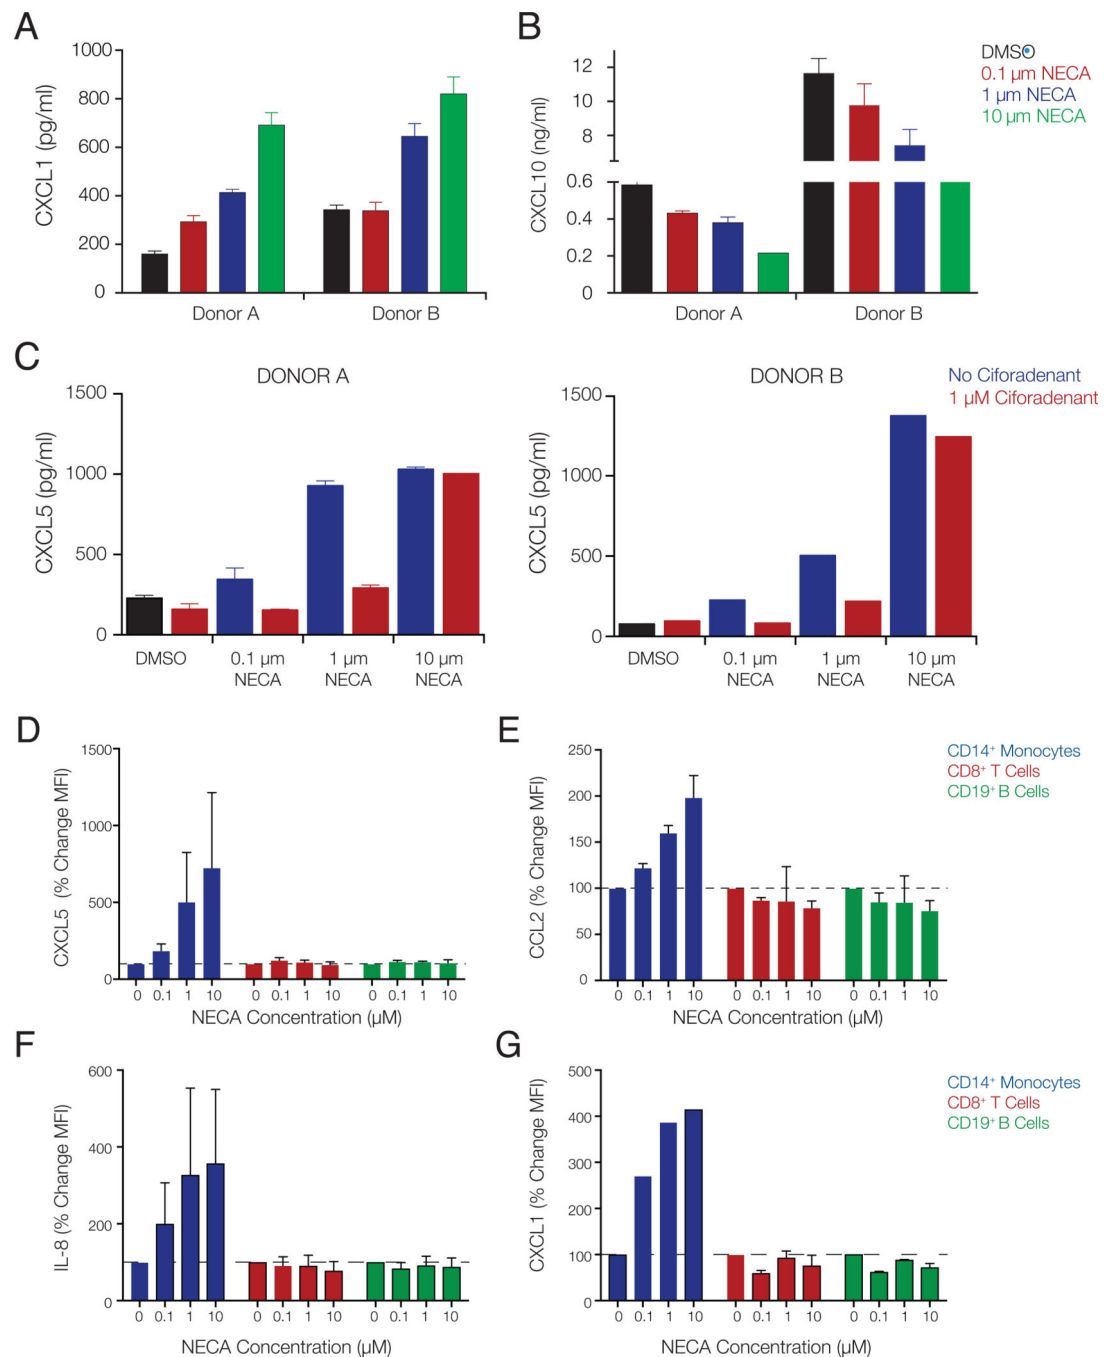 A
CXCL1 (pg/ml)
1000
800
600
400
200
0
Donor A
Donor B
B
CXCL10 (ng/ml)
12
10
8
6
0.6
0.4
0.2
0
Donor A
Donor B
DMSO
0.1 µm NECA
1 µm NECA
10 µm NECA
C
DONOR A
CXCL5 (pg/ml)
1500
1000
500
0
DMSO
0.1 µm
NECA
1 µm
NECA
10 µm
NECA
DONOR B
CXCL5 (pg/ml)
1500
1000
500
0
DMSO
0.1 µm
NECA
1 µm
NECA
10 µm
NECA
No Ciforadenant
1 µM Ciforadenant
D
CXCL5 (% Change MFI)
1500
1000
500
0
0 0.1 1 10 0 0.1 1 10 0 0.1 1 10
NECA Concentration (µM)
E
CCL2 (% Change MFI)
250
200
150
100
50
0
0 0.1 1 10 0 0.1 1 10 0 0.1 1 10
NECA Concentration (µM)
CD14+ Monocytes
CD8+ T Cells
CD19+ B Cells
F
IL-8 (% Change MFI)
600
400
200
100
0
0 0.1 1 10 0 0.1 1 10 0 0.1 1 10
NECA Concentration (µM)
G
CXCL1 (% Change MFI)
500
400
300
200
100
0
0 0.1 1 10 0 0.1 1 10 0 0.1 1 10
NECA Concentration (µM)
CD14+ Monocytes
CD8+ T Cells
CD19+ B Cells